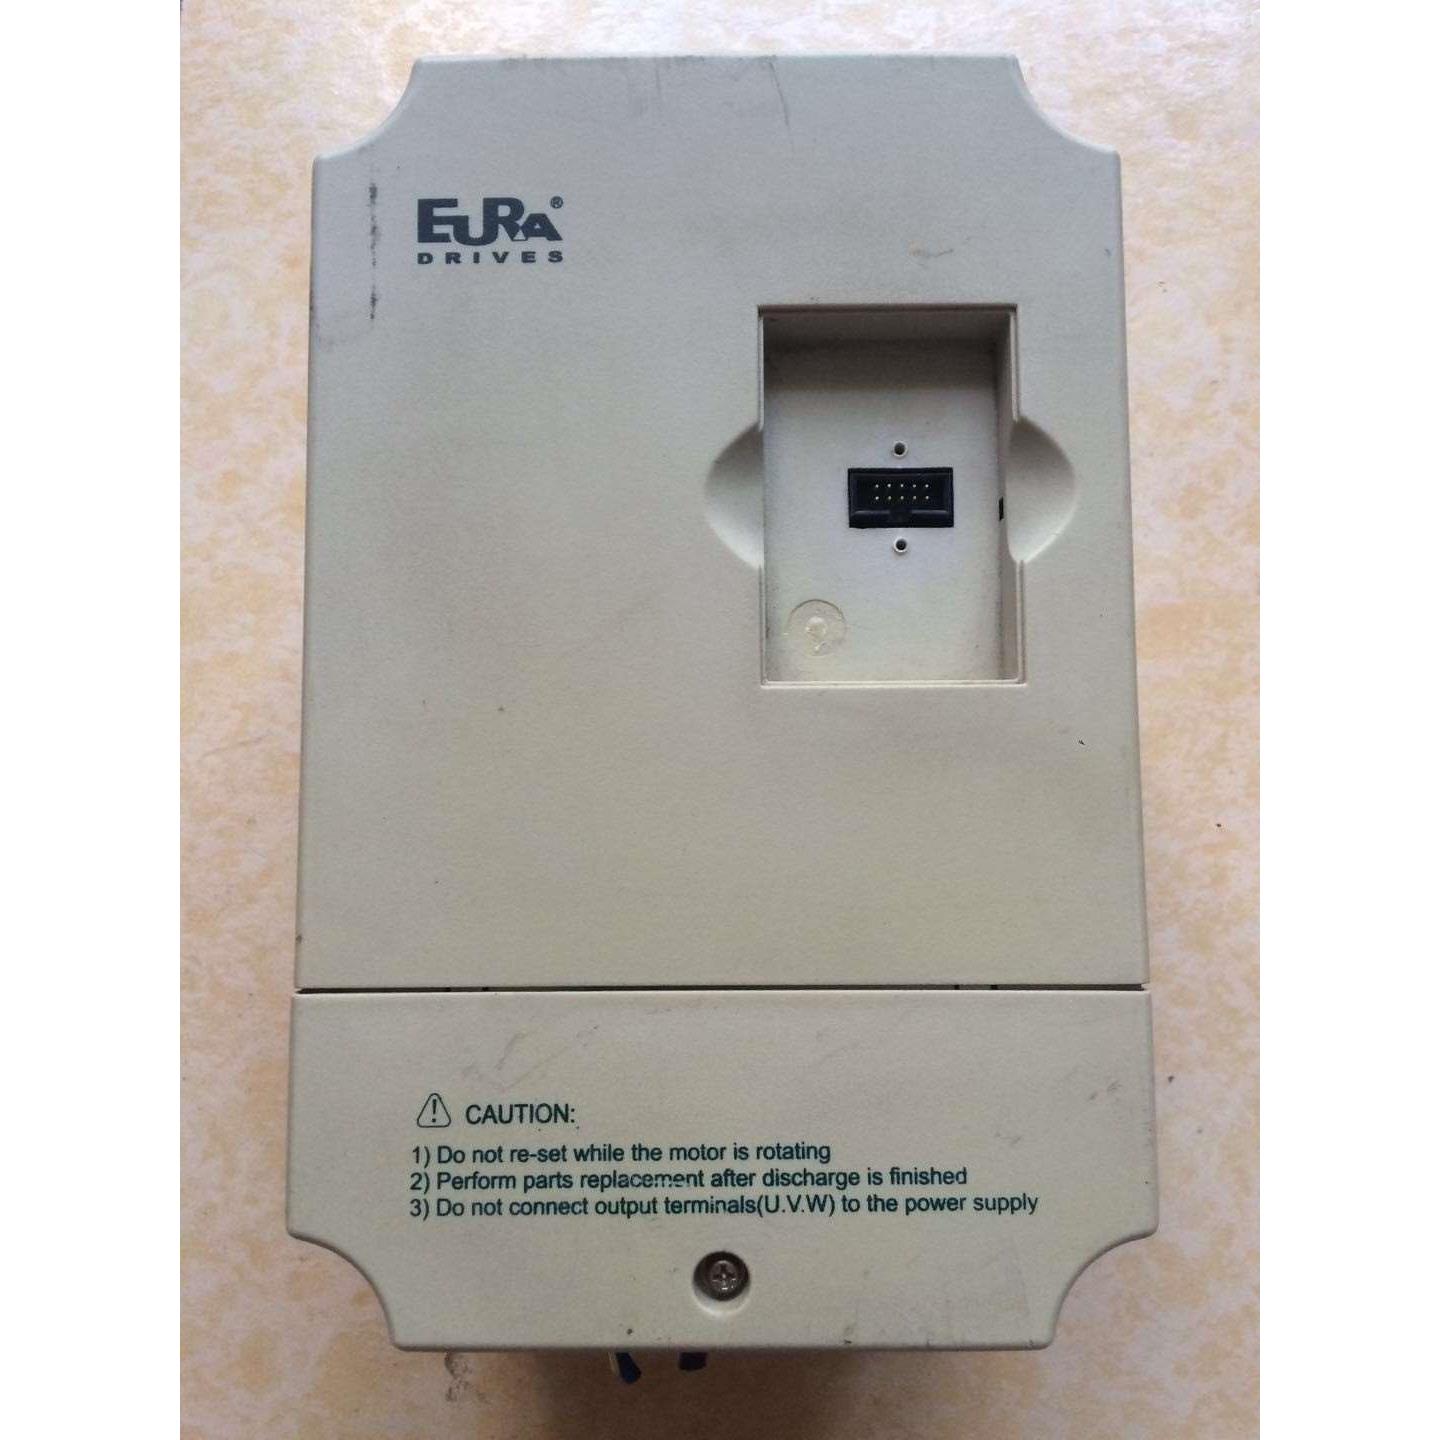 EURA®
DRIVES
CAUTION:
1) Do not re-set while the motor is rotating
2) Perform parts replacement after discharge is finished
3) Do not connect output terminals(U.V.W) to the power supply